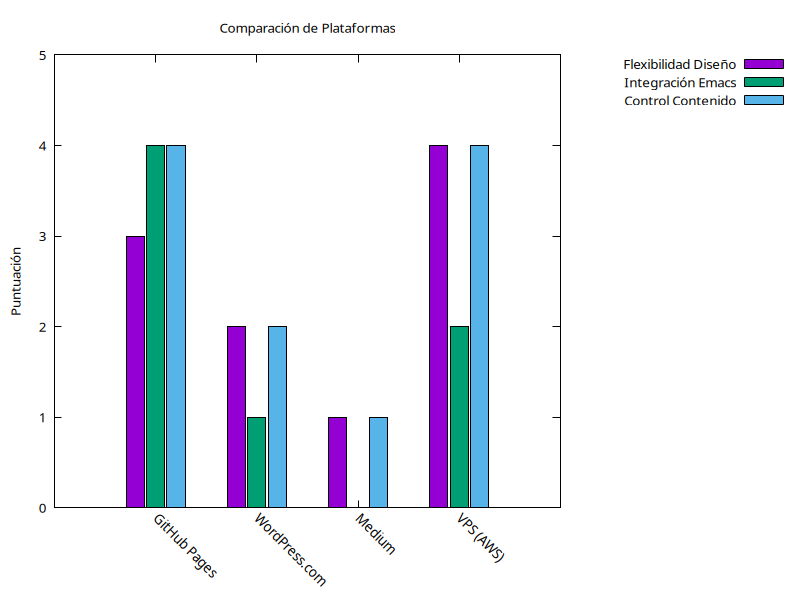 Comparación de Plataformas
Flexibilidad Diseño
Integración Emacs
Control Contenido
Puntuación
5
4
3
2
1
0
GitHub Pages
WordPress.com
Medium
VPS (AWS)